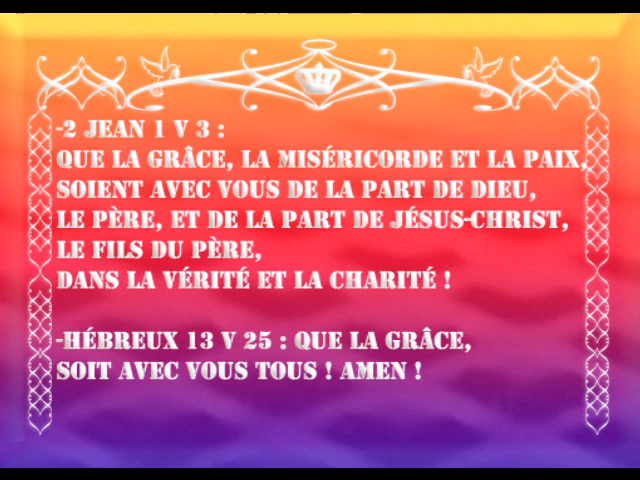 -2 JEAN 1 V 3 :
QUE LA GRÂCE, LA MISÉRICORDE ET LA PAIX,
SOIENT AVEC VOUS DE LA PART DE DIEU,
LE PÈRE, ET DE LA PART DE JÉSUS-CHRIST,
LE FILS DU PÈRE,
DANS LA VÉRITÉ ET LA CHARITÉ !
-HÉBREUX 13 V 25 : QUE LA GRÂCE,
SOIT AVEC VOUS TOUS ! AMEN !